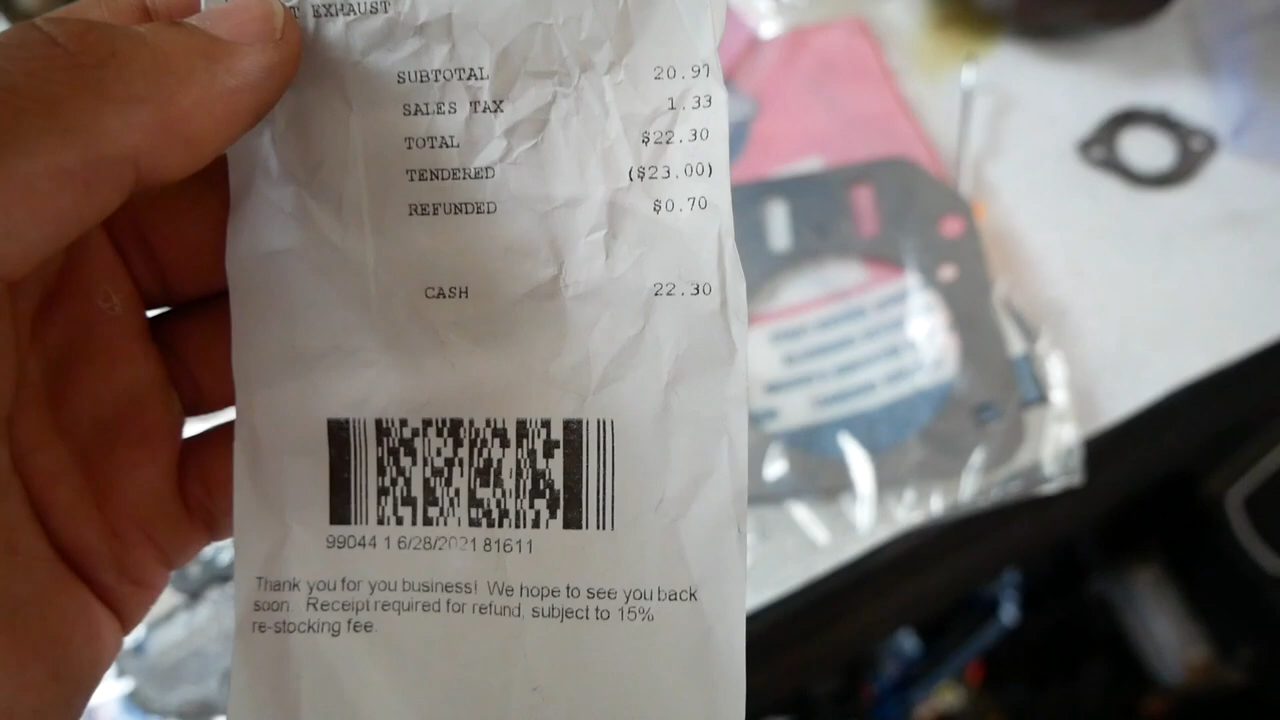 T EXHAUST
SUBTOTAL 20.97
SALES TAX 1.33
TOTAL $22.30
TENDERED ($23.00)
REFUNDED $0.70
CASH 22.30
99044 1 6/28/2021 81611
Thank you for you business! We hope to see you back
soon. Receipt required for refund, subject to 15%
re-stocking fee.